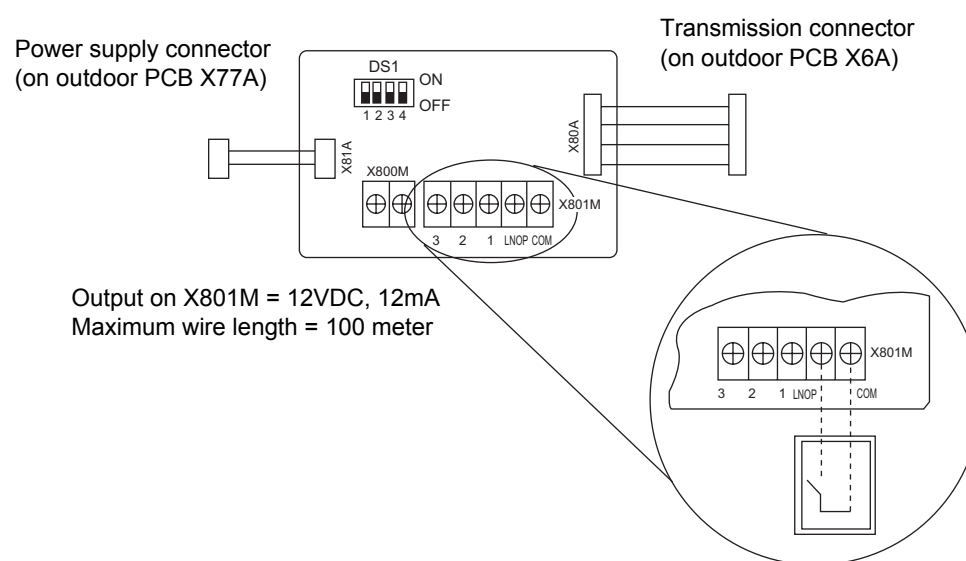 Power supply connector
(on outdoor PCB X77A)
Transmission connector
(on outdoor PCB X6A)
DS1
ON
OFF
1 2 3 4
X81A
X80A
X800M
X801M
3 2 1 LNOP COM
Output on X801M = 12VDC, 12mA
Maximum wire length = 100 meter
X801M
3 2 1 LNOP COM